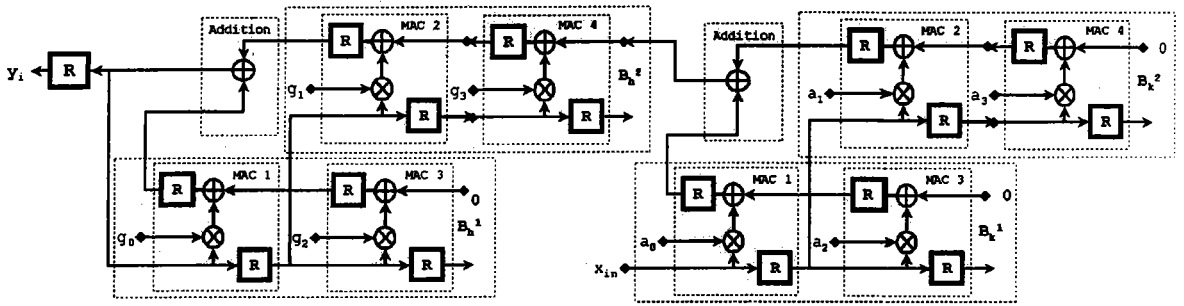 Addition
R
MAC 2
R
MAC 4
Addition
R
MAC 2
R
MAC 4
0
y_i
R
B_h^2
B_k^2
g_1
g_3
a_1
a_3
R
R
R
R
R
MAC 1
R
MAC 3
0
R
MAC 1
R
MAC 3
0
B_h^1
B_k^1
g_0
g_2
a_0
a_2
R
R
x_in
R
R